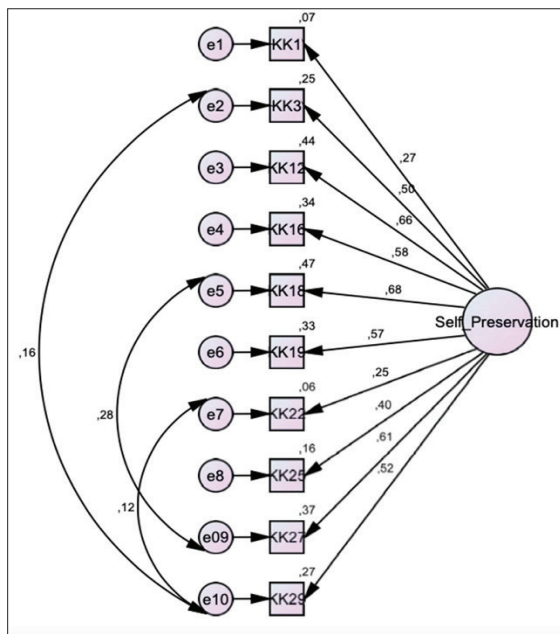 ,07
e1 KK1
,25
e2 KK3
,27
,44
,50
e3 KK12
,66
,34
e4 KK16
,58
,47
e5 KK18
,68
Self_Preservation
,33
e6 KK19
,57
,16
,06
,25
e7 KK22
,40
,28
,16
,61
e8 KK25
,52
,12
,37
e09 KK27
,27
e10 KK29